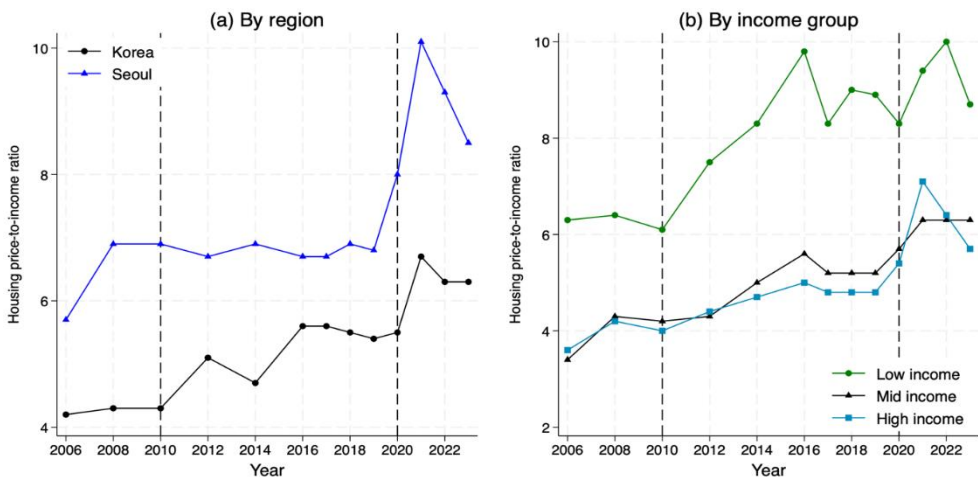 (a) By region
Korea
Seoul
Housing price-to-income ratio
10
8
6
4
2006 2008 2010 2012 2014 2016 2018 2020 2022
Year
(b) By income group
Housing price-to-income ratio
10
8
6
4
2
Low income
Mid income
High income
2006 2008 2010 2012 2014 2016 2018 2020 2022
Year